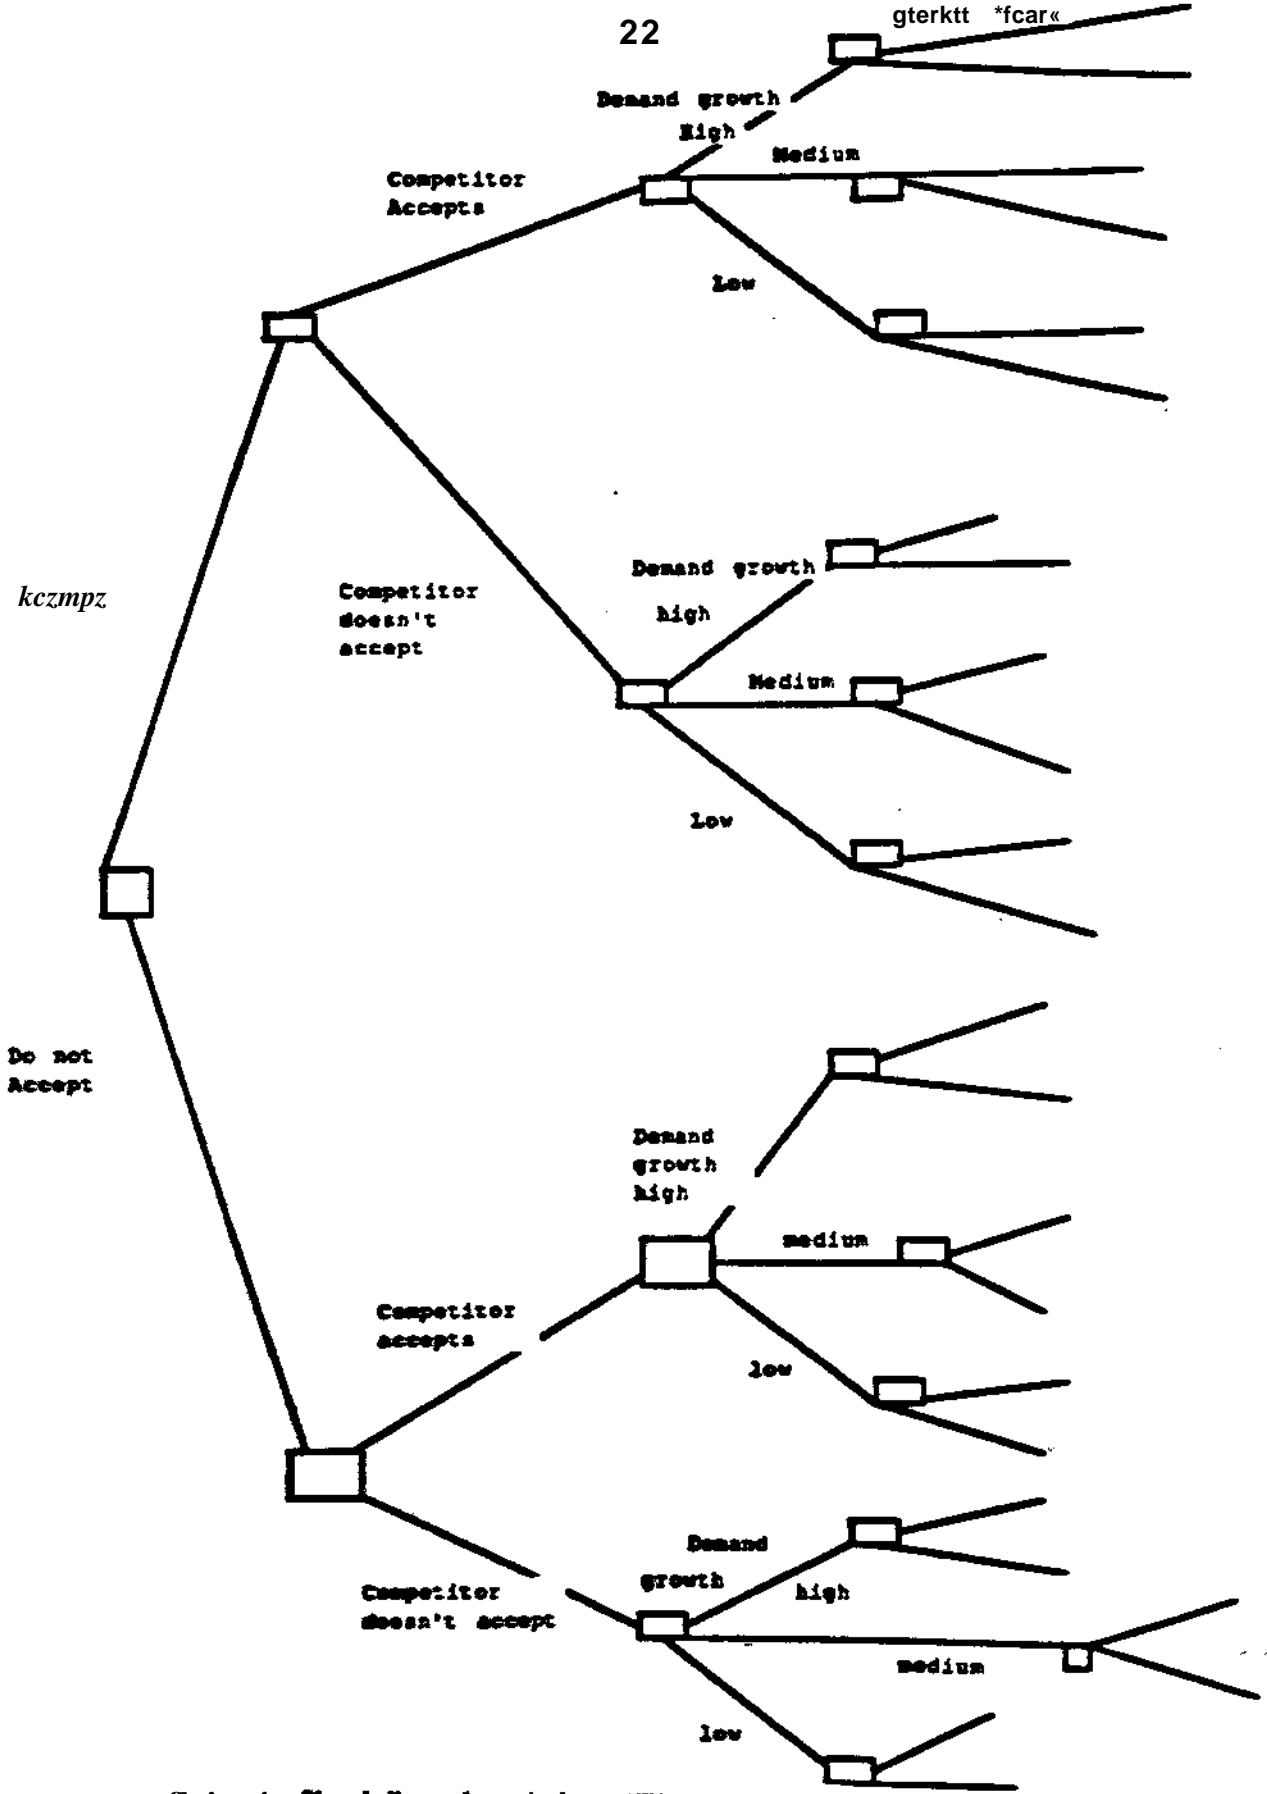 22
gterktt *fcar«
Demand growth
High
Medium
Competitor
Accepts
Low
kczmpz
Competitor
doesn't
accept
Demand growth
high
Medium
Low
Do not
Accept
Demand
growth
high
medium
Competitor
accepts
low
Demand
growth
high
Competitor
doesn't accept
medium
low